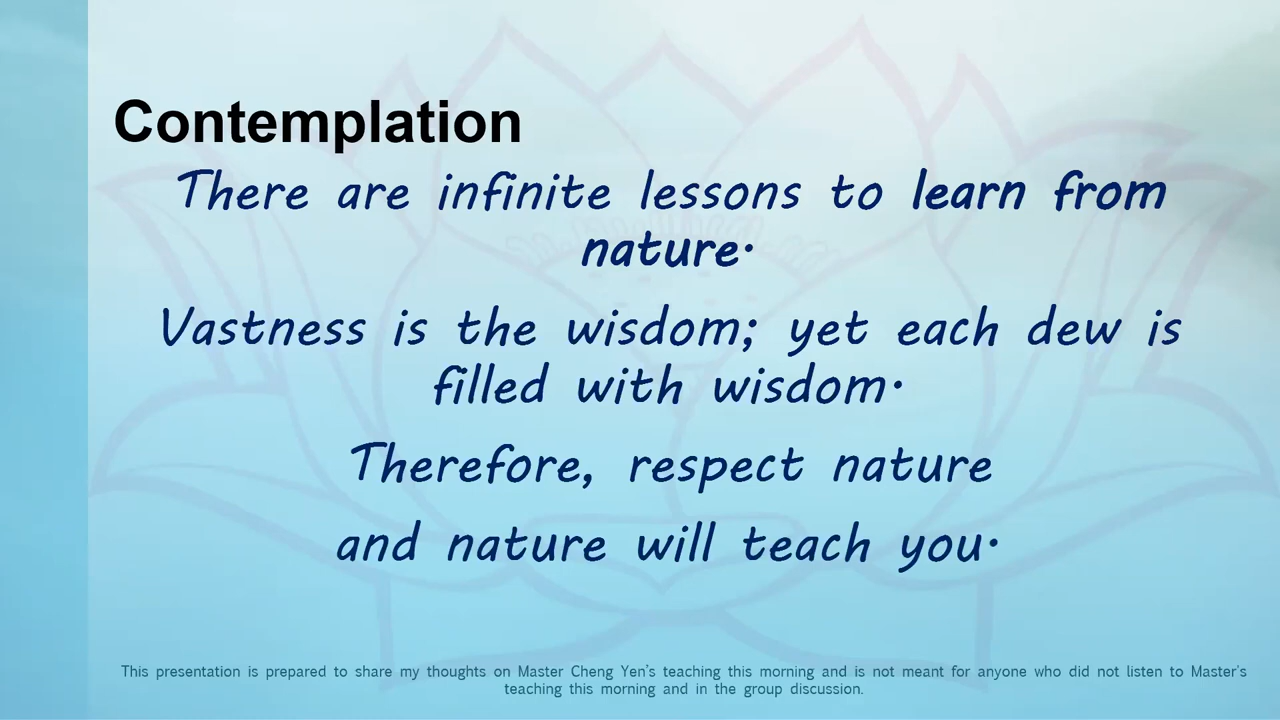 Contemplation
There are infinite lessons to learn from
nature.
Vastness is the wisdom; yet each dew is
filled with wisdom.
Therefore, respect nature
and nature will teach you.
This presentation is prepared to share my thoughts on Master Cheng Yen's teaching this morning and is not meant for anyone who did not listen to Master's
teaching this morning and in the group discussion.